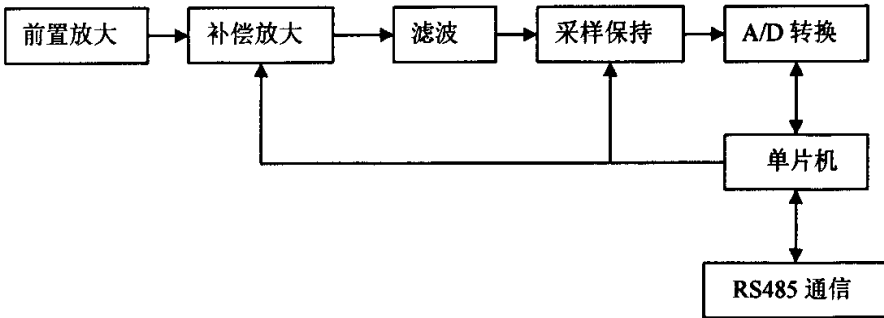 前置放大
补偿放大
滤波
采样保持
A/D 转换
单片机
RS485 通信